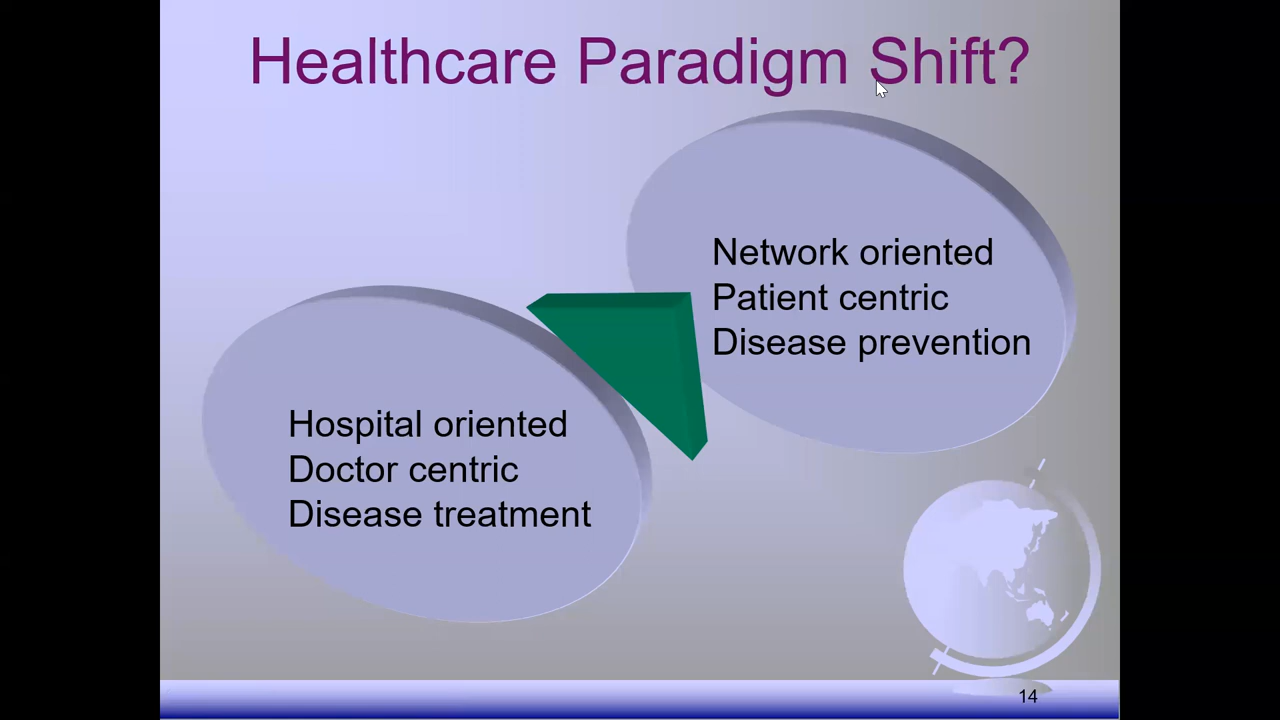 Healthcare Paradigm Shift?
Network oriented
Patient centric
Disease prevention
Hospital oriented
Doctor centric
Disease treatment
14